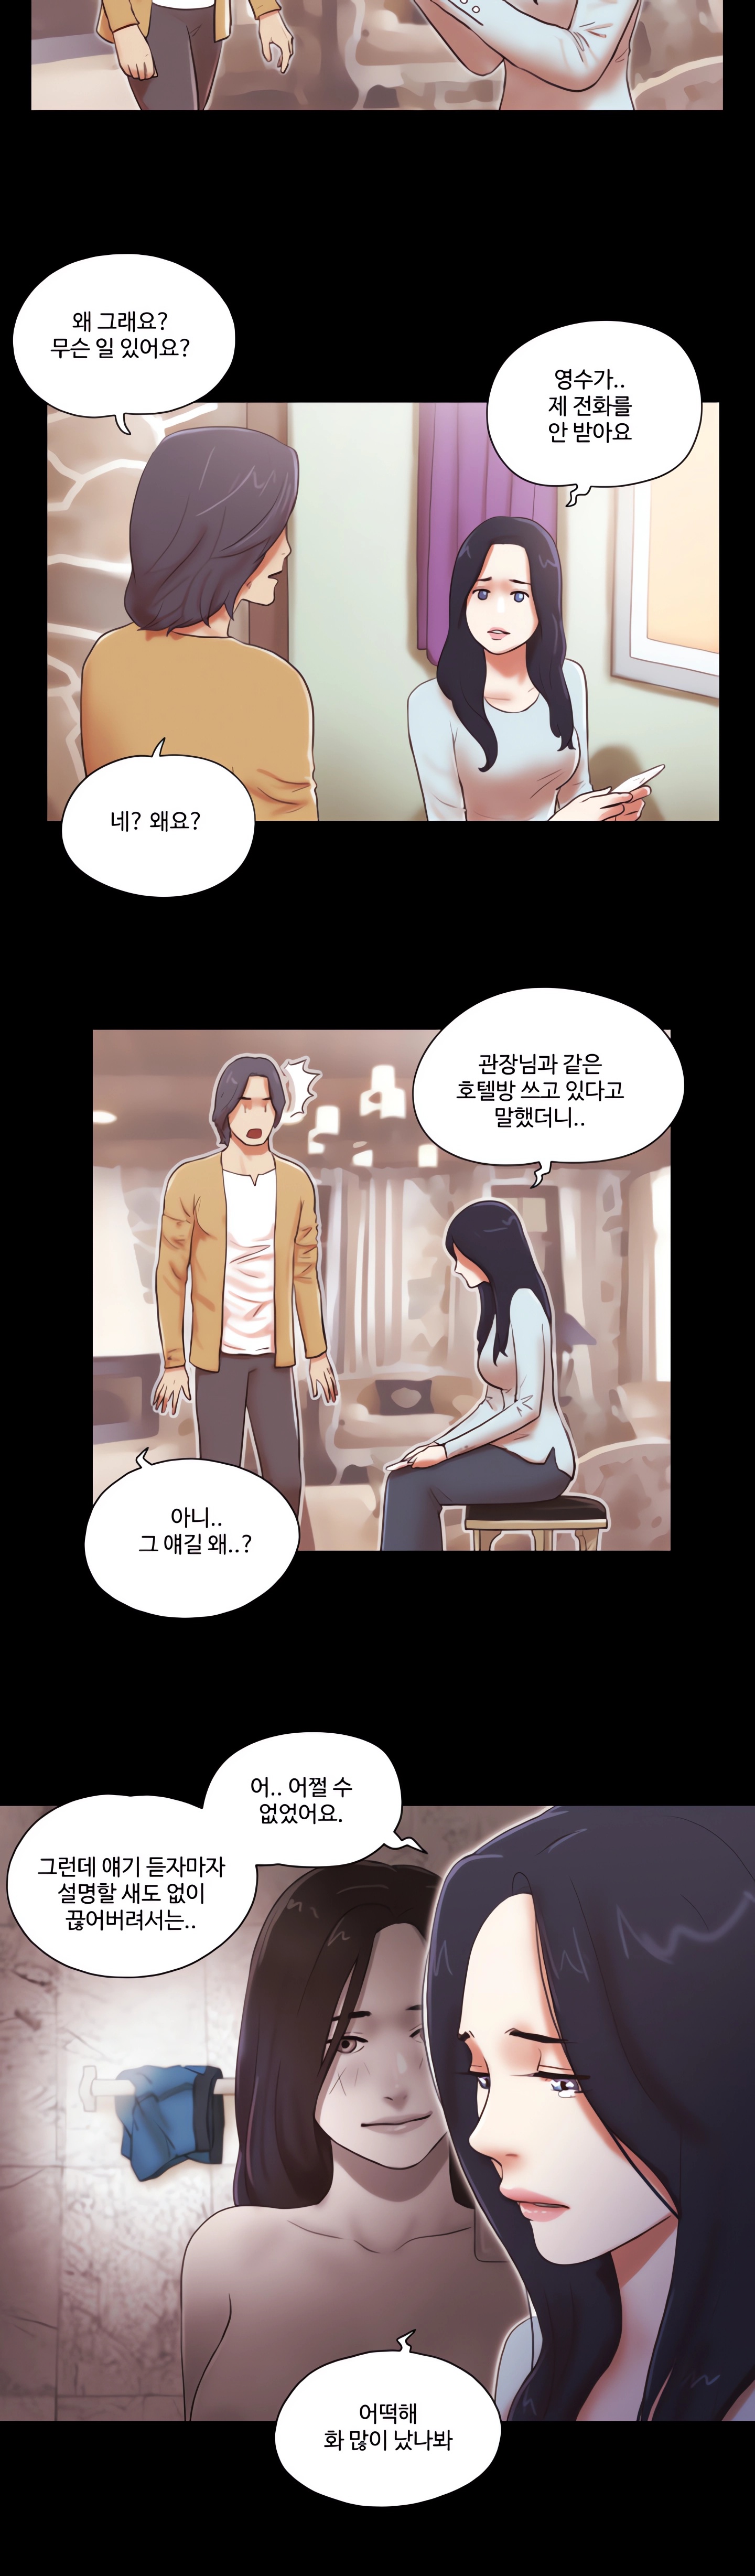 왜 그래요?
무슨 일 있어요?
영수가..
제 전화를
안 받아요
네? 왜요?
관장님과 같은
호텔방 쓰고 있다고
말했더니..
아니..
그 얘길 왜..?
어.. 어쩔 수
없었어요.
그런데 얘기 듣자마자
설명할 새도 없이
끊어버려서는..
어떡해
화 많이 났나봐